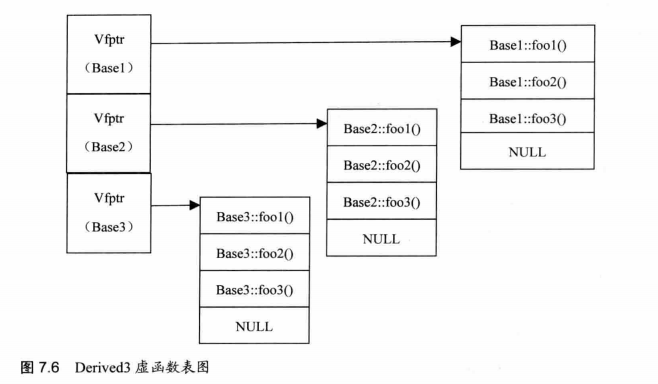 Vfptr
（Base1）
Vfptr
（Base2）
Vfptr
（Base3）
Base1::foo1()
Base1::foo2()
Base1::foo3()
NULL
Base2::foo1()
Base2::foo2()
Base2::foo3()
NULL
Base3::foo1()
Base3::foo2()
Base3::foo3()
NULL
图 7.6 Derived3 虚函数表图